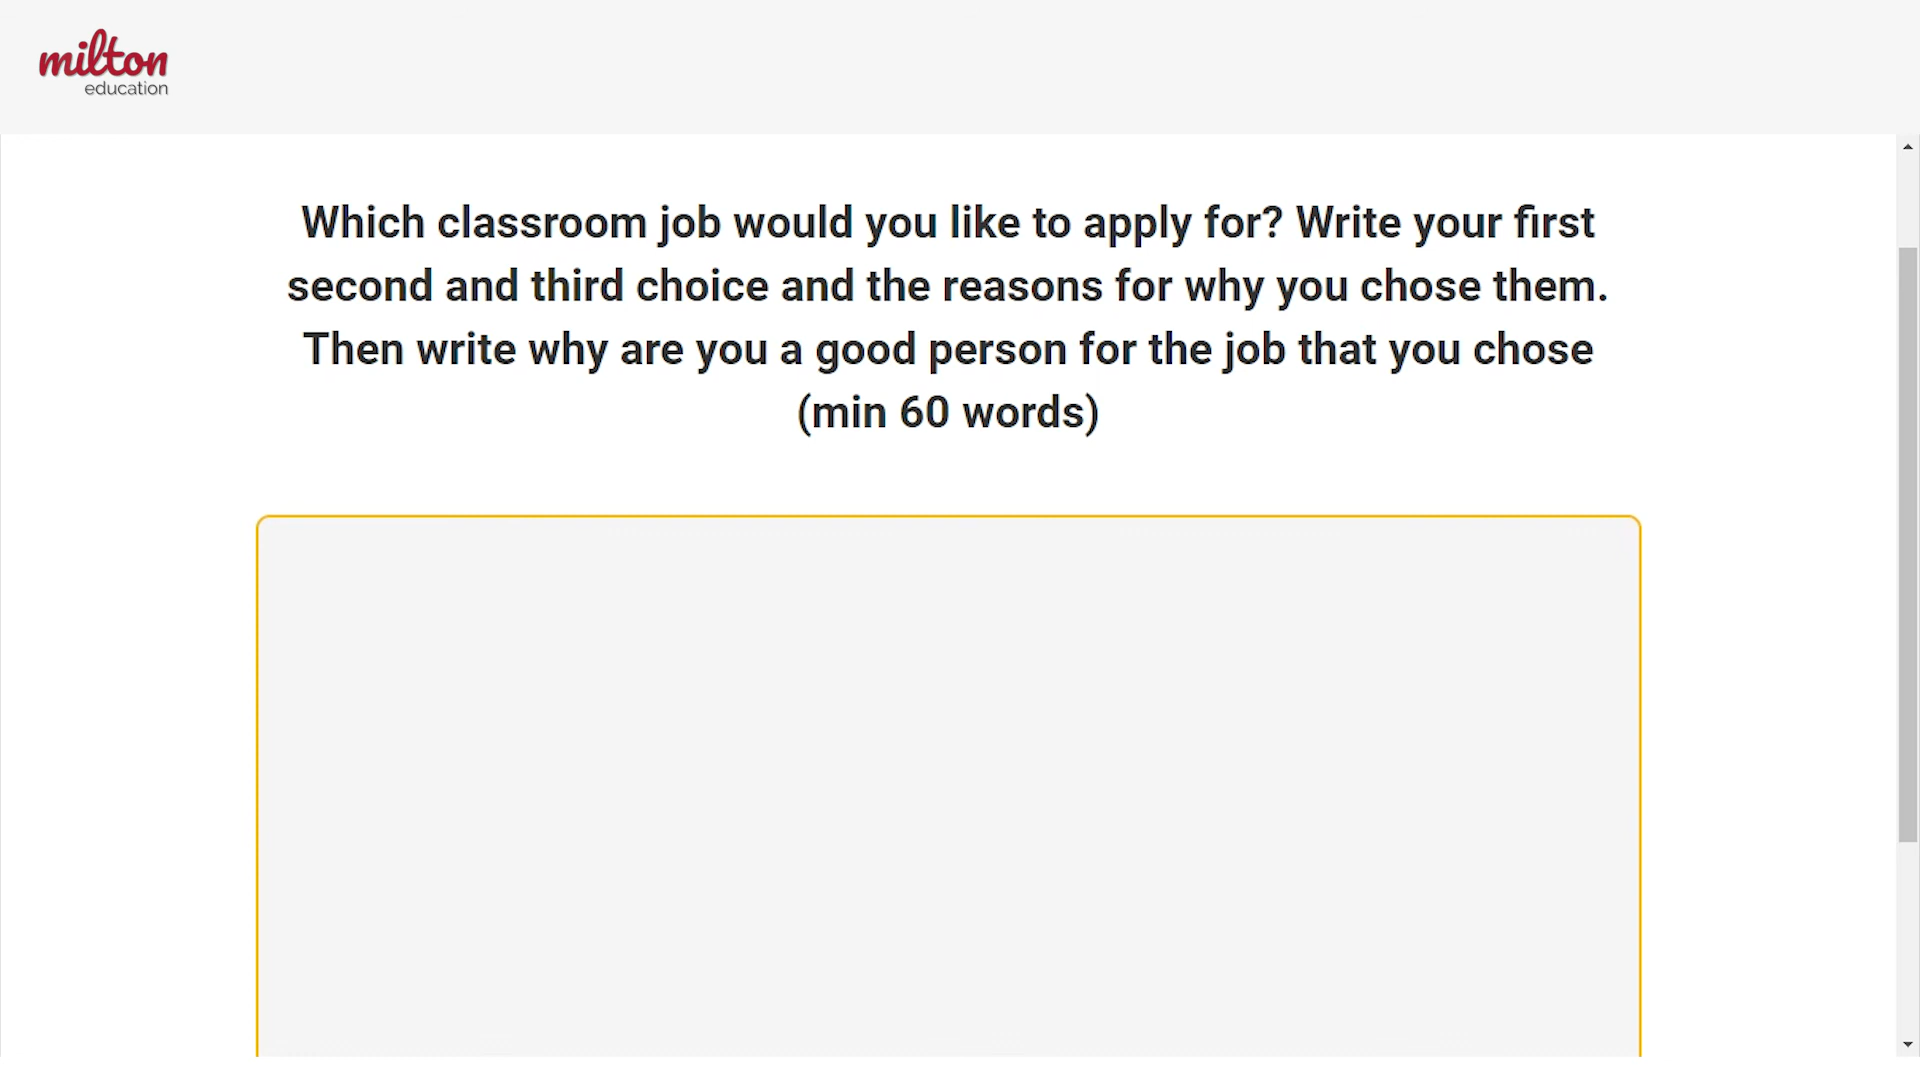 milton
education
Which classroom job would you like to apply for? Write your first
second and third choice and the reasons for why you chose them.
Then write why are you a good person for the job that you chose
(min 60 words)